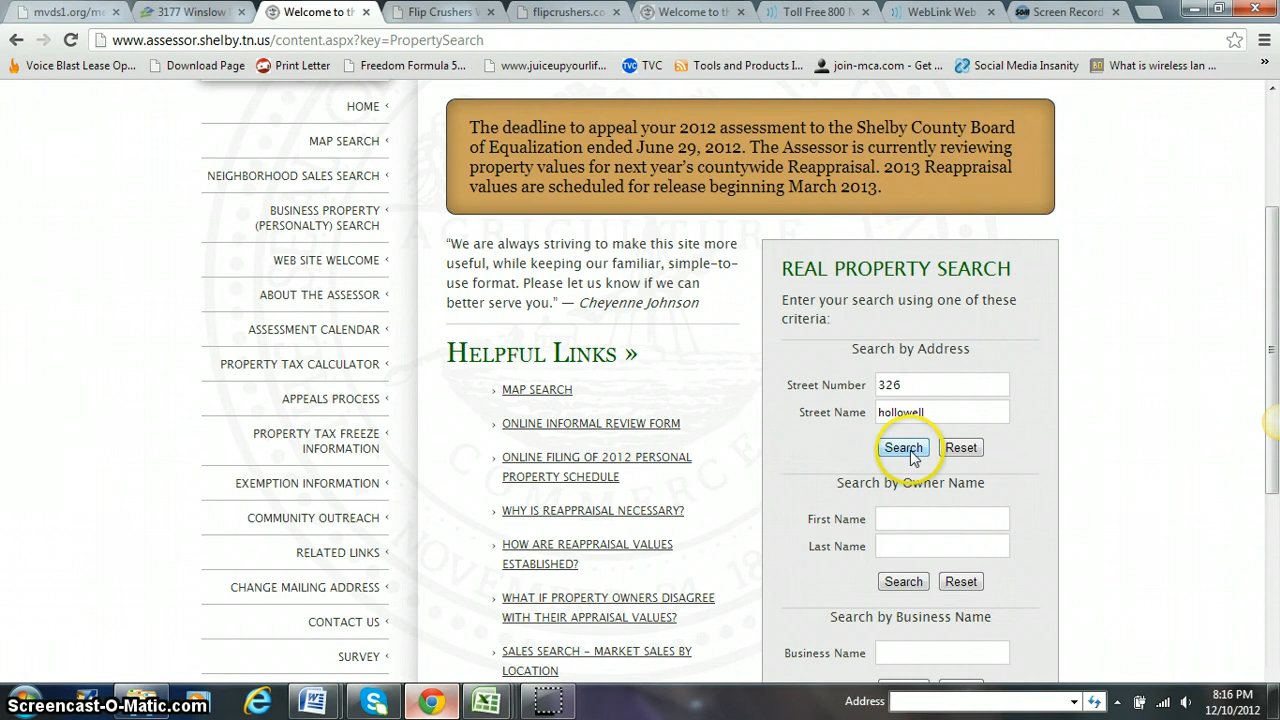 mvds1.org/me
3177 Winslow
Welcome to th
Flip Crushers W
flipcrushers.co
Welcome to th
Toll Free 800 N
WebLink Web
Screen Record
www.assessor.shelby.tn.us/content.aspx?key=PropertySearch
Voice Blast Lease Op...
Download Page
Print Letter
Freedom Formula 5...
www.juiceupyourlif...
TVC TVC
Tools and Products I...
join-mca.com - Get ...
Social Media Insanity
What is wireless lan ...
HOME
MAP SEARCH
NEIGHBORHOOD SALES SEARCH
BUSINESS PROPERTY
(PERSONALTY) SEARCH
WEB SITE WELCOME
ABOUT THE ASSESSOR
ASSESSMENT CALENDAR
PROPERTY TAX CALCULATOR
APPEALS PROCESS
PROPERTY TAX FREEZE
INFORMATION
EXEMPTION INFORMATION
COMMUNITY OUTREACH
RELATED LINKS
CHANGE MAILING ADDRESS
CONTACT US
SURVEY
The deadline to appeal your 2012 assessment to the Shelby County Board
of Equalization ended June 29, 2012. The Assessor is currently reviewing
property values for next year's countywide Reappraisal. 2013 Reappraisal
values are scheduled for release beginning March 2013.
AGRICULTURE
COMMERCE
"We are always striving to make this site more
useful, while keeping our familiar, simple-to-
use format. Please let us know if we can
better serve you." — Cheyenne Johnson
HELPFUL LINKS »
MAP SEARCH
ONLINE INFORMAL REVIEW FORM
ONLINE FILING OF 2012 PERSONAL
PROPERTY SCHEDULE
WHY IS REAPPRAISAL NECESSARY?
HOW ARE REAPPRAISAL VALUES
ESTABLISHED?
WHAT IF PROPERTY OWNERS DISAGREE
WITH THEIR APPRAISAL VALUES?
SALES SEARCH – MARKET SALES BY
LOCATION
REAL PROPERTY SEARCH
Enter your search using one of these
criteria:
Search by Address
Street Number 326
Street Name hollowell
Search Reset
Search by Owner Name
First Name
Last Name
Search Reset
Search by Business Name
Business Name
Address
8:16 PM
12/10/2012
Screencast-O-Matic.com